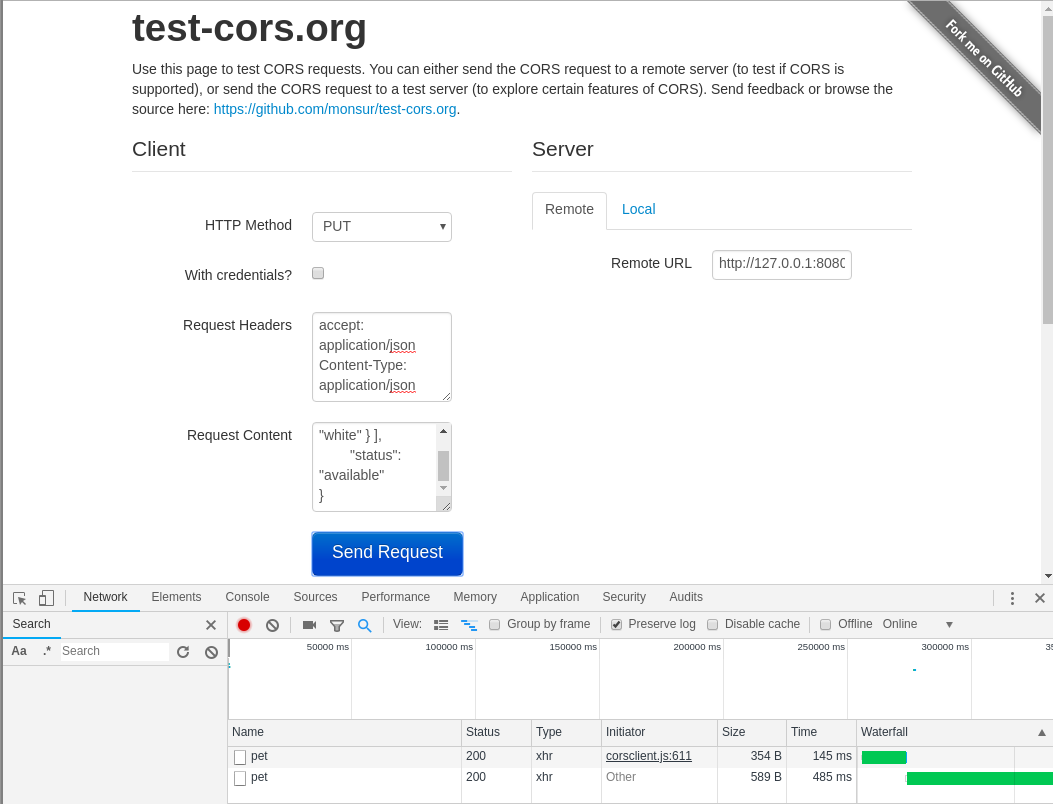 test-cors.org
Fork me on GitHub
Use this page to test CORS requests. You can either send the CORS request to a remote server (to test if CORS is
supported), or send the CORS request to a test server (to explore certain features of CORS). Send feedback or browse the
source here: https://github.com/monsur/test-cors.org.
Client
Server
HTTP Method
PUT
With credentials?
Request Headers
accept:
application/json
Content-Type:
application/json
Request Content
"white" } ],
"status":
"available"
}
Send Request
Remote
Local
Remote URL
http://127.0.0.1:8080
Network Elements Console Sources Performance Memory Application Security Audits
Search
View: Group by frame Preserve log Disable cache Offline Online
Aa .* Search
50000 ms 100000 ms 150000 ms 200000 ms 250000 ms 300000 ms 35
Name Status Type Initiator Size Time Waterfall
pet 200 xhr corsclient.js:611 354 B 145 ms
pet 200 xhr Other 589 B 485 ms